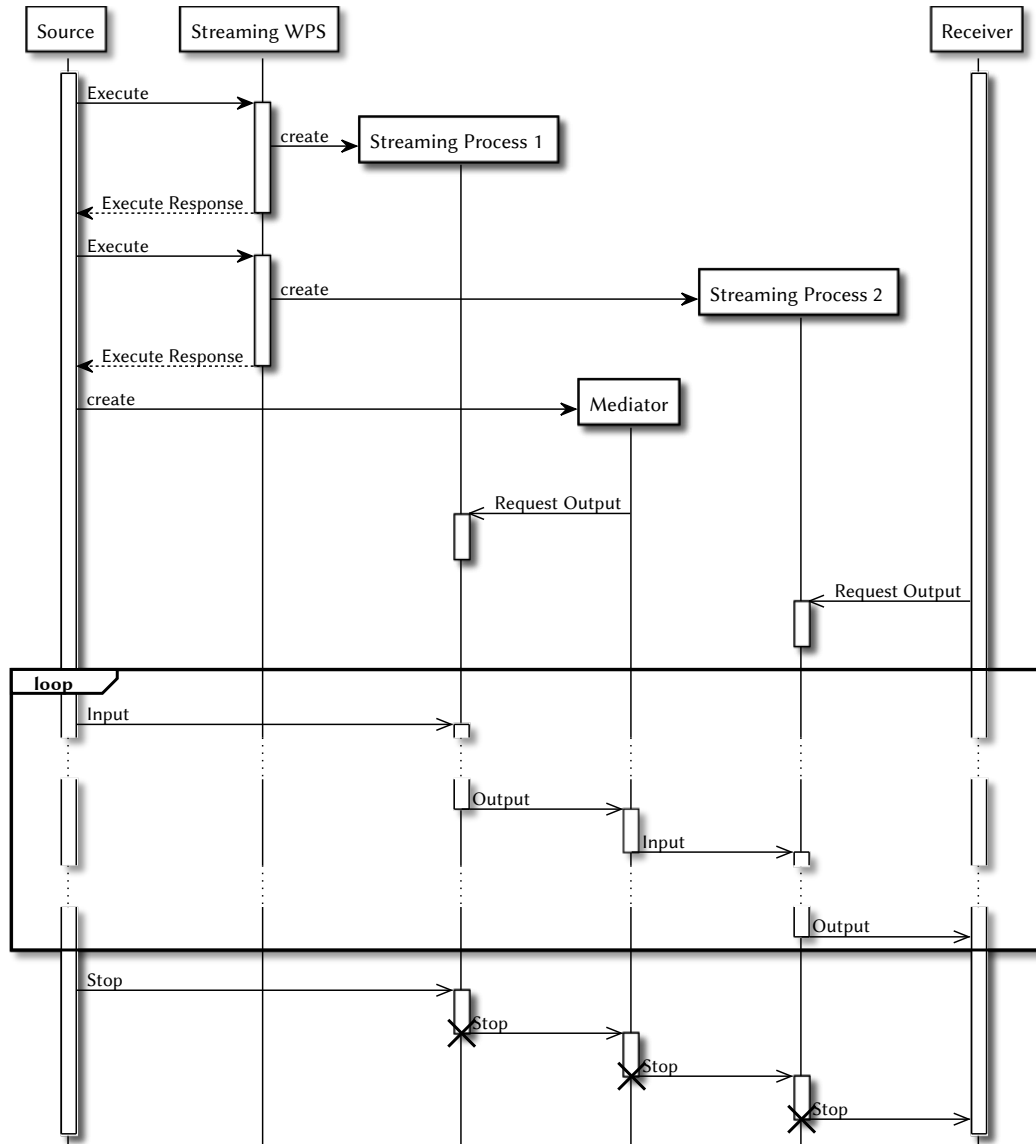 Source
Streaming WPS
Receiver
Execute
create
Streaming Process 1
Execute Response
Execute
create
Streaming Process 2
Execute Response
create
Mediator
Request Output
Request Output
loop
Input
Output
Input
Output
Stop
Stop
Stop
Stop